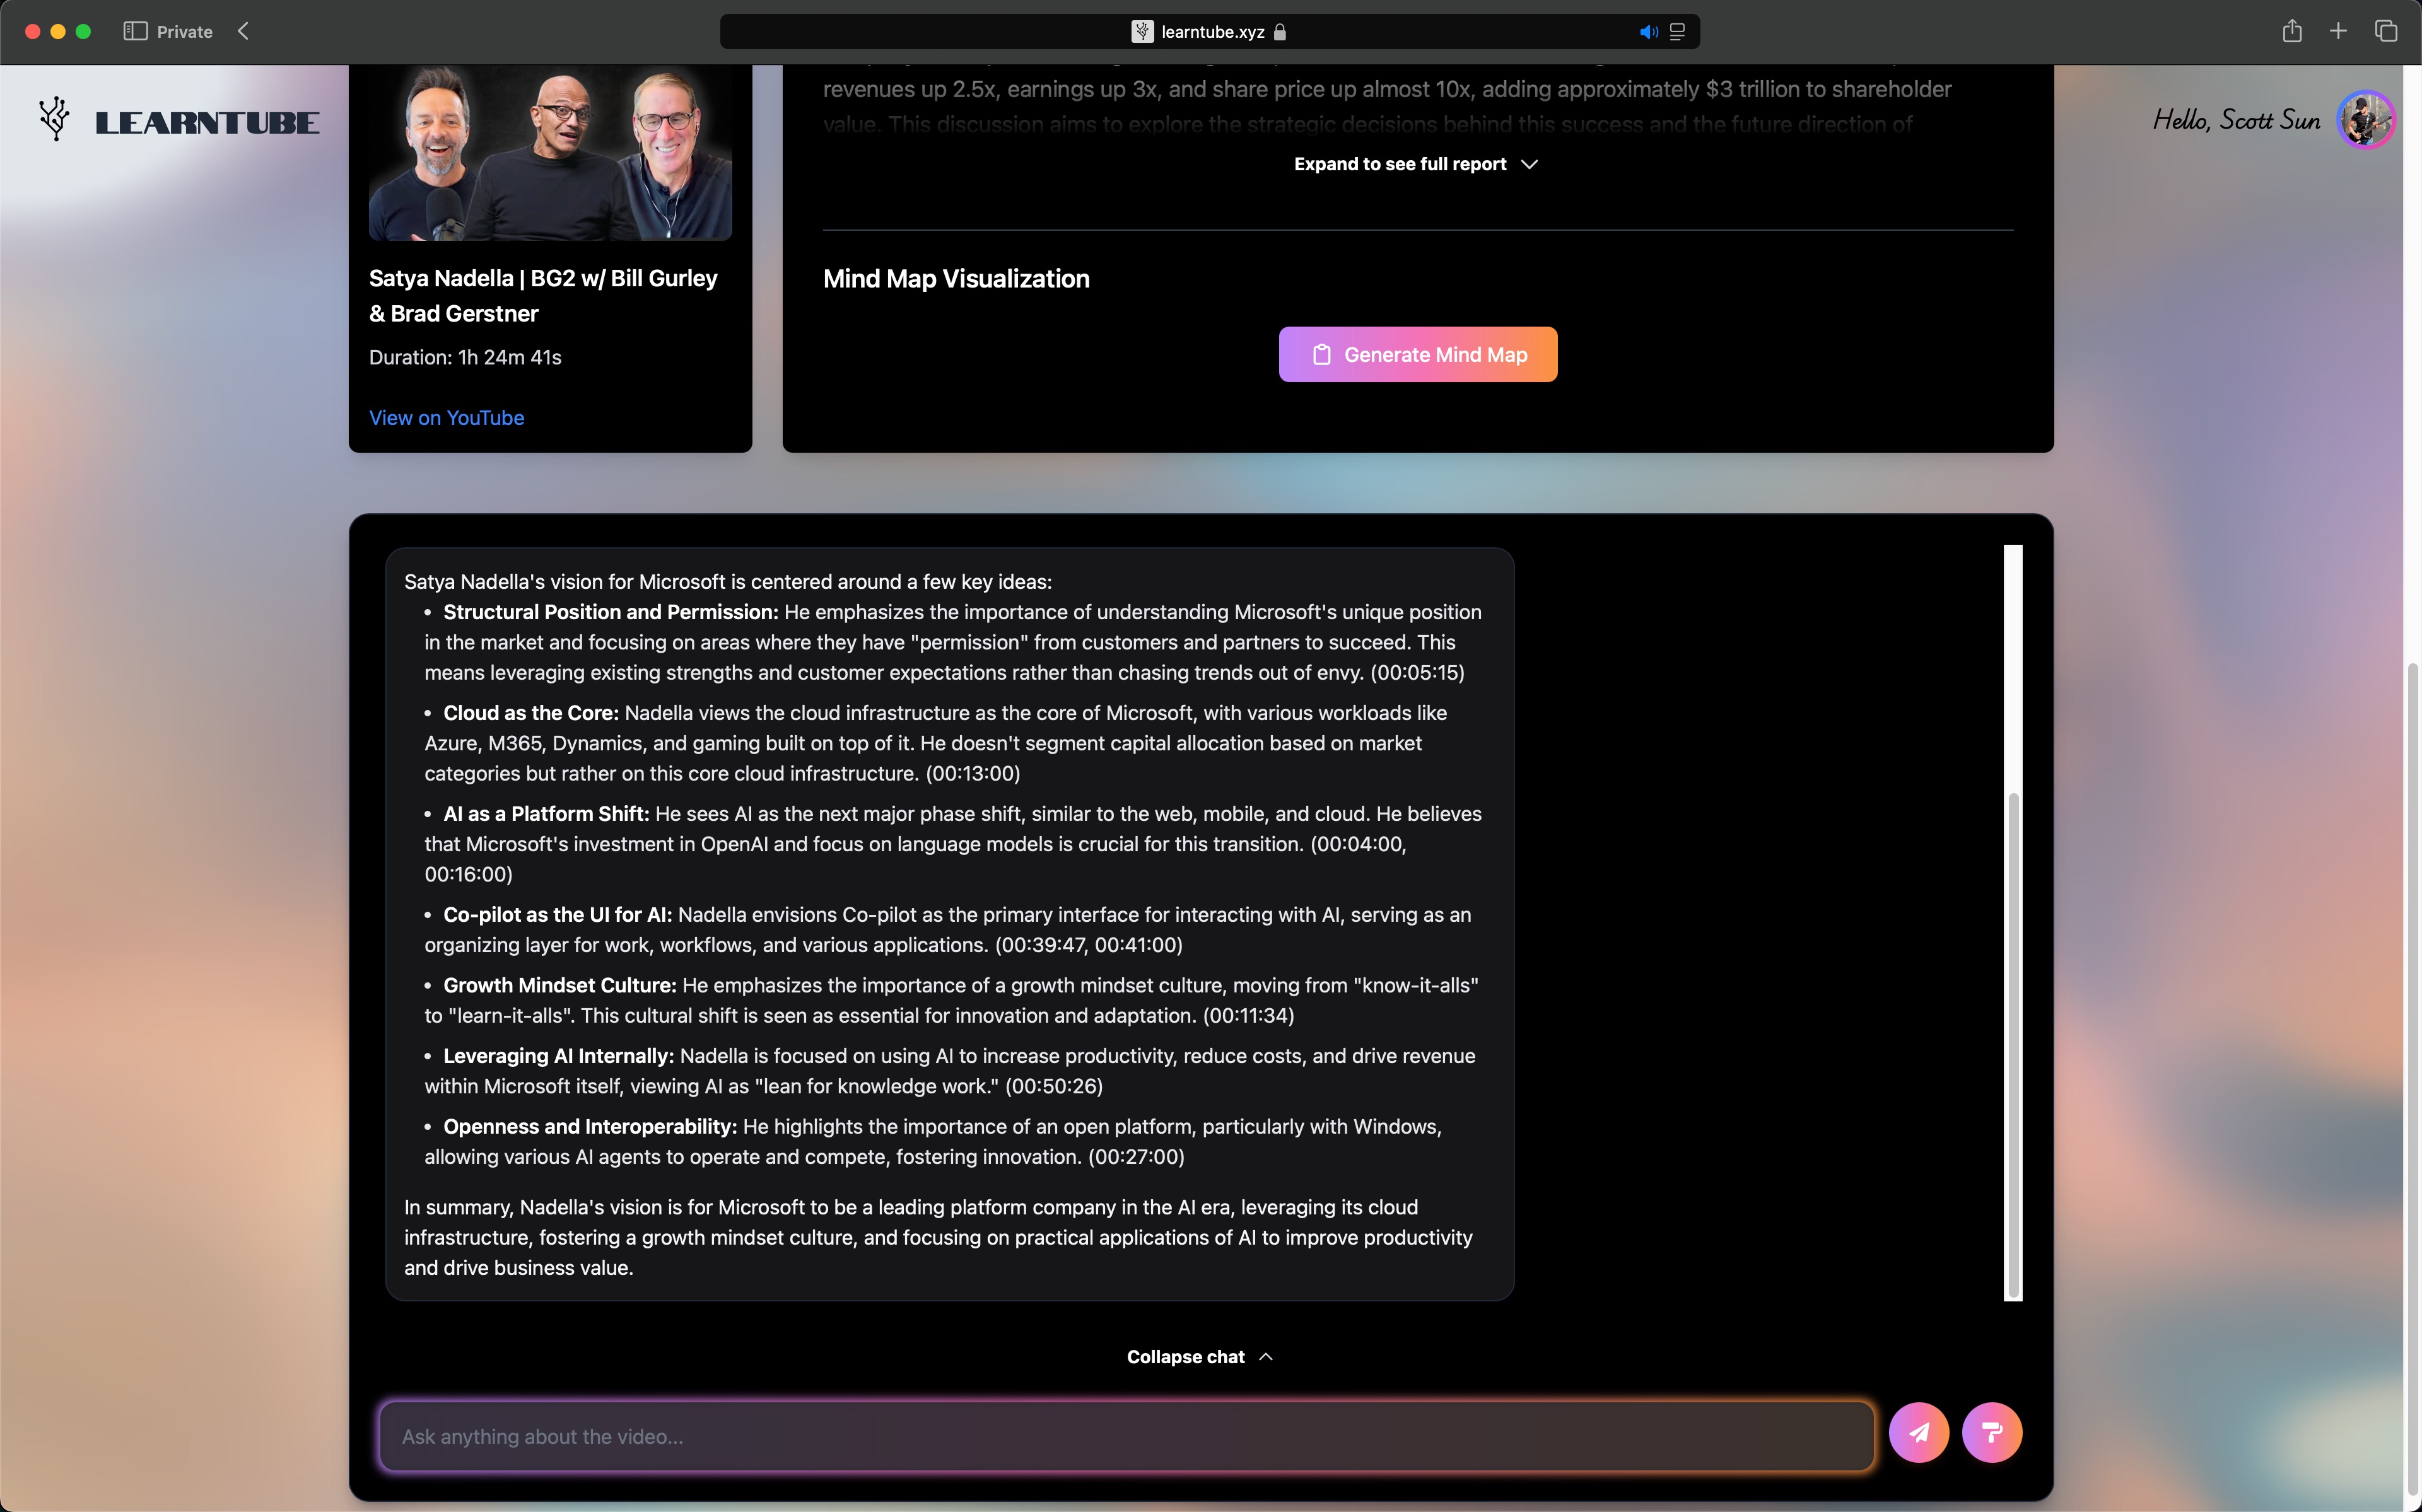 Private
learntube.xyz
LEARNTUBE
Hello, Scott Sun
revenues up 2.5x, earnings up 3x, and share price up almost 10x, adding approximately $3 trillion to shareholder
value. This discussion aims to explore the strategic decisions behind this success and the future direction of
Expand to see full report
Satya Nadella | BG2 w/ Bill Gurley
& Brad Gerstner
Duration: 1h 24m 41s
View on YouTube
Mind Map Visualization
Generate Mind Map
Satya Nadella's vision for Microsoft is centered around a few key ideas:
• Structural Position and Permission: He emphasizes the importance of understanding Microsoft's unique position
in the market and focusing on areas where they have "permission" from customers and partners to succeed. This
means leveraging existing strengths and customer expectations rather than chasing trends out of envy. (00:05:15)
• Cloud as the Core: Nadella views the cloud infrastructure as the core of Microsoft, with various workloads like
Azure, M365, Dynamics, and gaming built on top of it. He doesn't segment capital allocation based on market
categories but rather on this core cloud infrastructure. (00:13:00)
• AI as a Platform Shift: He sees AI as the next major phase shift, similar to the web, mobile, and cloud. He believes
that Microsoft's investment in OpenAI and focus on language models is crucial for this transition. (00:04:00,
00:16:00)
• Co-pilot as the UI for AI: Nadella envisions Co-pilot as the primary interface for interacting with AI, serving as an
organizing layer for work, workflows, and various applications. (00:39:47, 00:41:00)
• Growth Mindset Culture: He emphasizes the importance of a growth mindset culture, moving from "know-it-alls"
to "learn-it-alls". This cultural shift is seen as essential for innovation and adaptation. (00:11:34)
• Leveraging AI Internally: Nadella is focused on using AI to increase productivity, reduce costs, and drive revenue
within Microsoft itself, viewing AI as "lean for knowledge work." (00:50:26)
• Openness and Interoperability: He highlights the importance of an open platform, particularly with Windows,
allowing various AI agents to operate and compete, fostering innovation. (00:27:00)
In summary, Nadella's vision is for Microsoft to be a leading platform company in the AI era, leveraging its cloud
infrastructure, fostering a growth mindset culture, and focusing on practical applications of AI to improve productivity
and drive business value.
Collapse chat
Ask anything about the video...